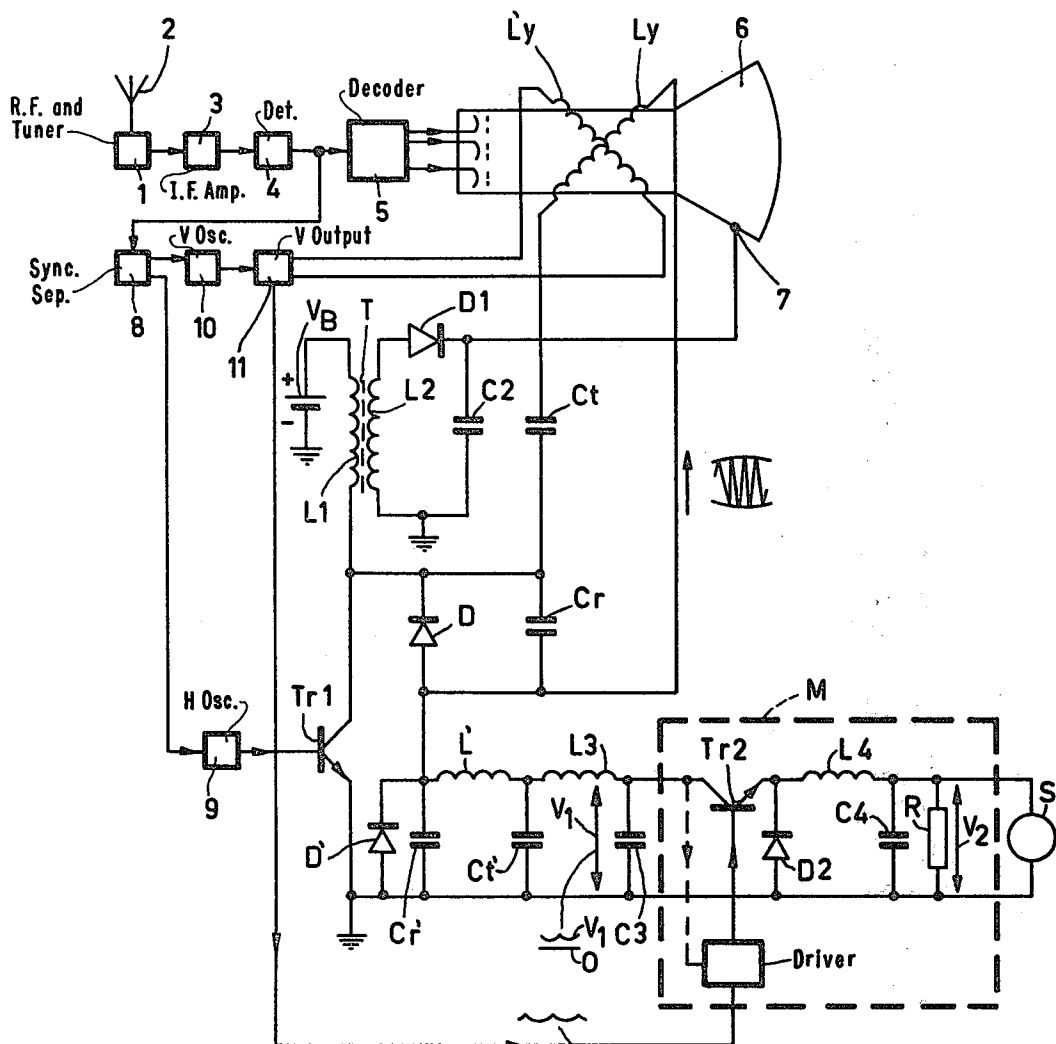 2
L'y
Ly
6
R.F. and
Tuner
3
Det.
Decoder
1
I.F. Amp.
4
5
V Osc.
V Output
Sync.
Sep.
8
10
11
7
VB
T
D1
+
-
L2
C2
Ct
L1
D
Cr
H Osc.
Tr1
M
9
L'
L3
Tr2
L4
S
D'
V1
C4
R
V2
Ct'
D2
Cr'
V1
C3
0
Driver